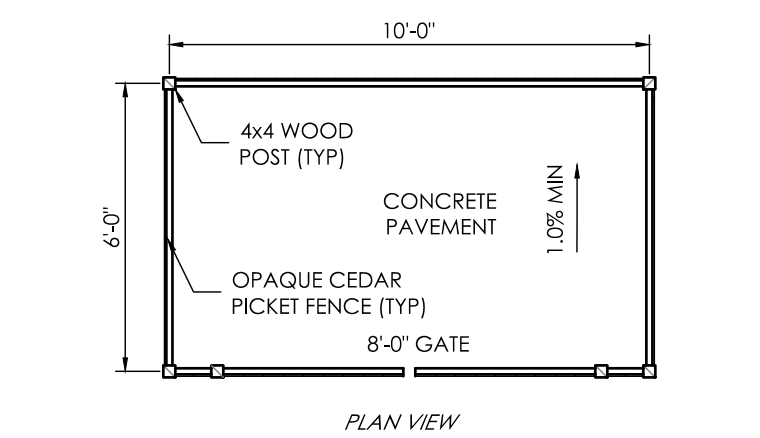 10'-0"
4x4 WOOD
POST (TYP)
CONCRETE
PAVEMENT
1.0% MIN
6'-0"
OPAQUE CEDAR
PICKET FENCE (TYP)
8'-0" GATE
PLAN VIEW